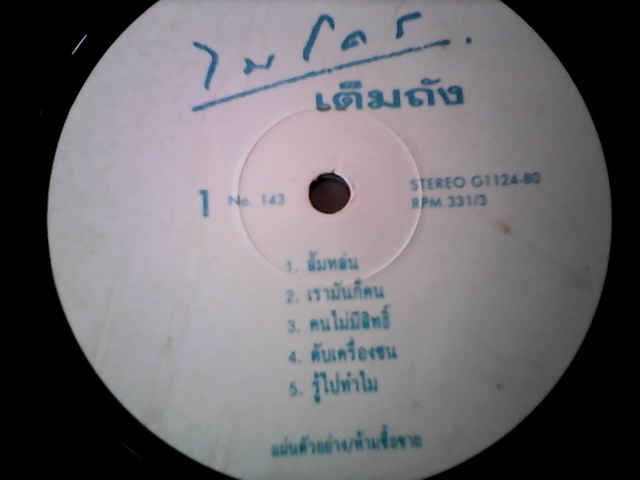 ไมโคร
เต็มถัง
1 No. 143
STEREO G1124-80
RPM. 331/3
1. ส้มหล่น
2. เรามันก็คน
3. คนไม่มีสิทธิ์
4. ดับเครื่องชน
5. รู้ไปทำไม
แผ่นตัวอย่าง/ห้ามซื้อขาย